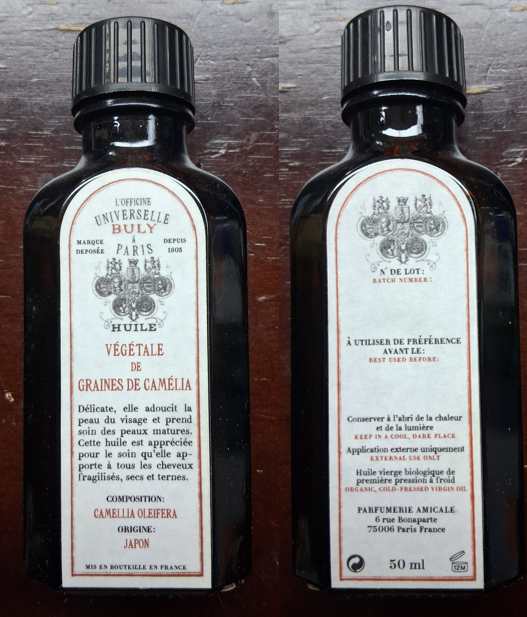 L'OFFICINE
UNIVERSELLE
BULY
À
PARIS
MARQUE DÉPOSÉE
DEPUIS 1803
HUILE
VÉGÉTALE
DE
GRAINES DE CAMÉLIA
Délicate, elle adoucit la
peau du visage et prend
soin des peaux matures.
Cette huile est appréciée
pour le soin qu'elle ap-
porte à tous les cheveux
fragilisés, secs et ternes.
COMPOSITION:
CAMELLIA OLEIFERA
ORIGINE:
JAPON
MIS EN BOUTEILLE EN FRANCE
N° DE LOT:
BATCH NUMBER:
À UTILISER DE PRÉFÉRENCE
AVANT LE:
BEST USED BEFORE:
Conserver à l'abri de la chaleur
et de la lumière
KEEP IN A COOL, DARK PLACE
Application externe uniquement
EXTERNAL USE ONLY
Huile vierge biologique de
première pression à froid
ORGANIC, COLD-PRESSED VIRGIN OIL
PARFUMERIE AMICALE
6 rue Bonaparte
75006 Paris France
50 ml
12M